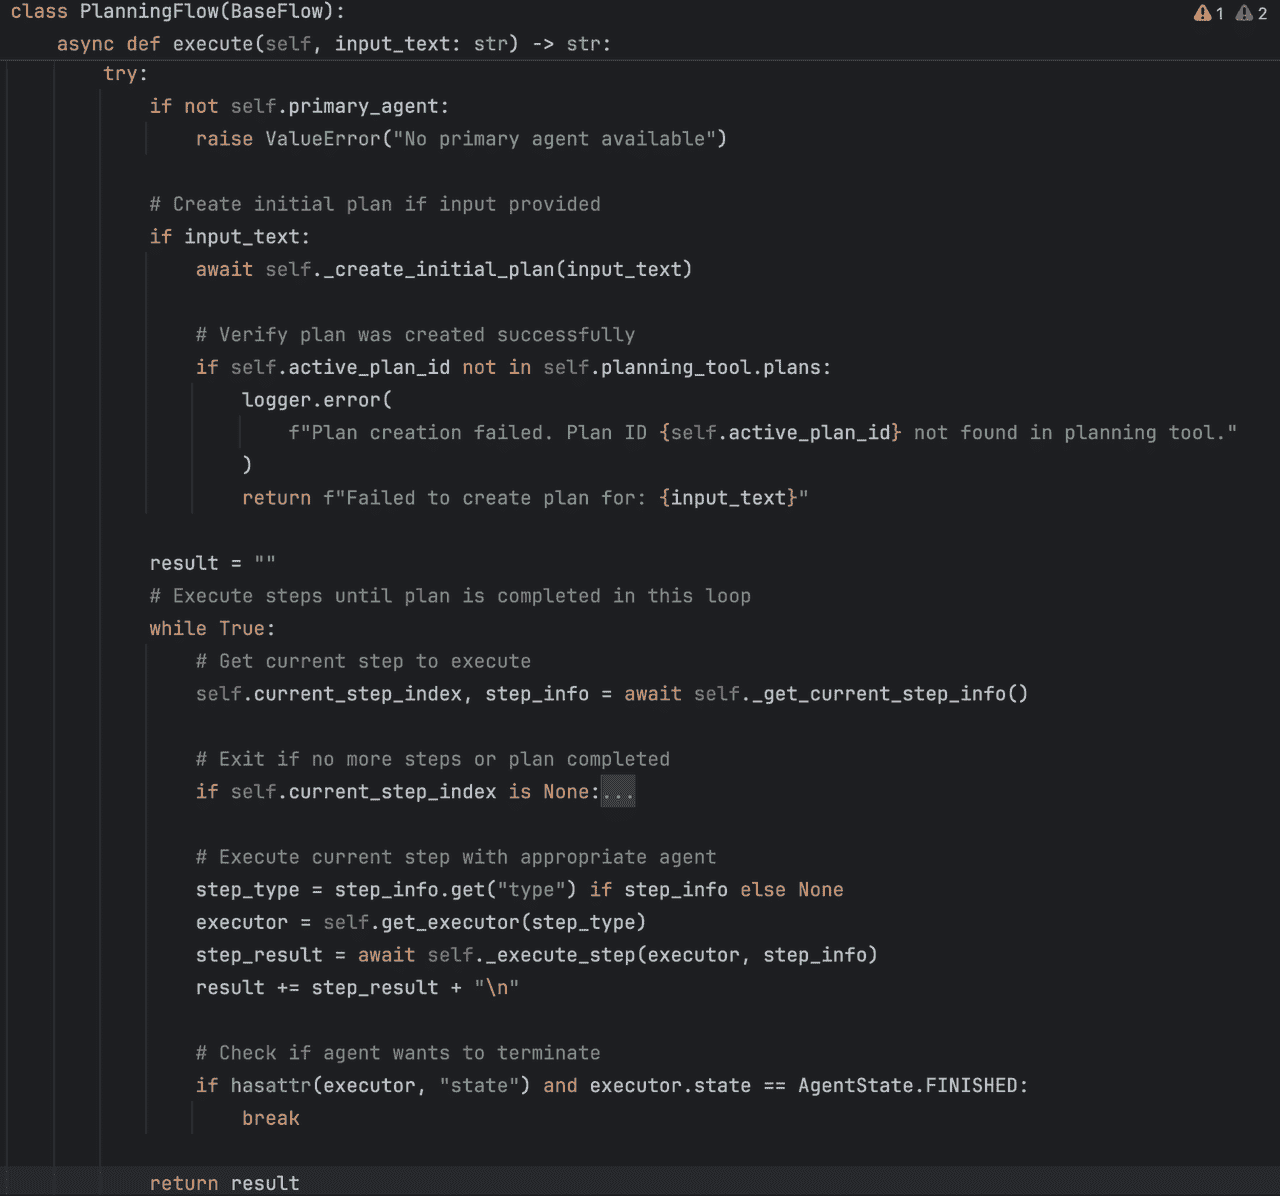 class PlanningFlow(BaseFlow):
1 2
    async def execute(self, input_text: str) -> str:
        try:
            if not self.primary_agent:
                raise ValueError("No primary agent available")

            # Create initial plan if input provided
            if input_text:
                await self._create_initial_plan(input_text)

                # Verify plan was created successfully
                if self.active_plan_id not in self.planning_tool.plans:
                    logger.error(
                        f"Plan creation failed. Plan ID {self.active_plan_id} not found in planning tool."
                    )
                    return f"Failed to create plan for: {input_text}"

            result = ""
            # Execute steps until plan is completed in this loop
            while True:
                # Get current step to execute
                self.current_step_index, step_info = await self._get_current_step_info()

                # Exit if no more steps or plan completed
                if self.current_step_index is None:...

                # Execute current step with appropriate agent
                step_type = step_info.get("type") if step_info else None
                executor = self.get_executor(step_type)
                step_result = await self._execute_step(executor, step_info)
                result += step_result + "\n"

                # Check if agent wants to terminate
                if hasattr(executor, "state") and executor.state == AgentState.FINISHED:
                    break

            return result